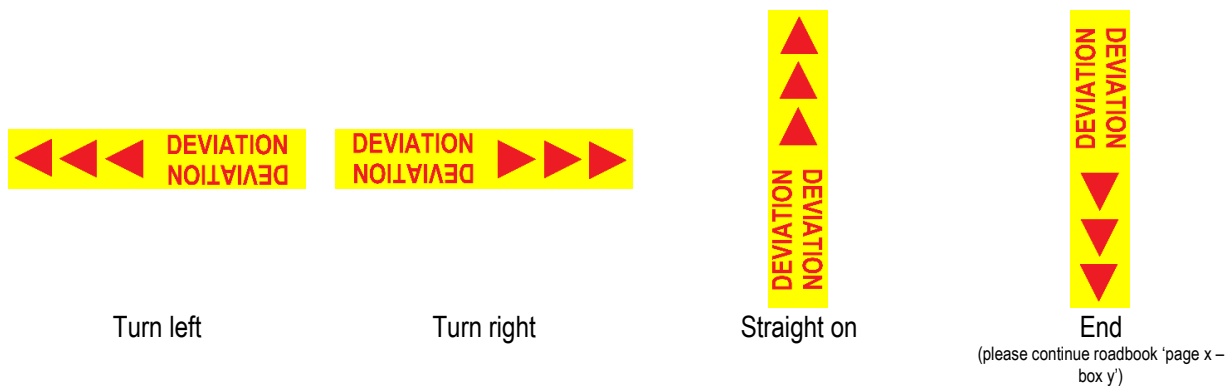 DEVIATION
DEVIATION
DEVIATION
DEVIATION
DEVIATION
DEVIATION
DEVIATION
DEVIATION
Turn left
Turn right
Straight on
End
(please continue roadbook ‘page x –
box y’)